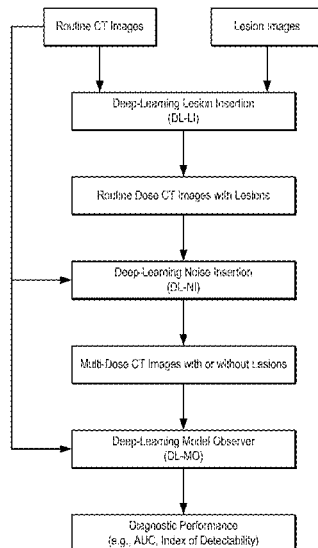 Routine CT Images
Lesion Images
Deep-Learning Lesion Insertion
(DL-LI)
Routine Dose CT Images with Lesions
Deep-Learning Noise Insertion
(DL-NI)
Multi-Dose CT Images with or without Lesions
Deep-Learning Model Observer
(DL-MO)
Diagnostic Performance
(e.g., AUC, Index of Detectability)